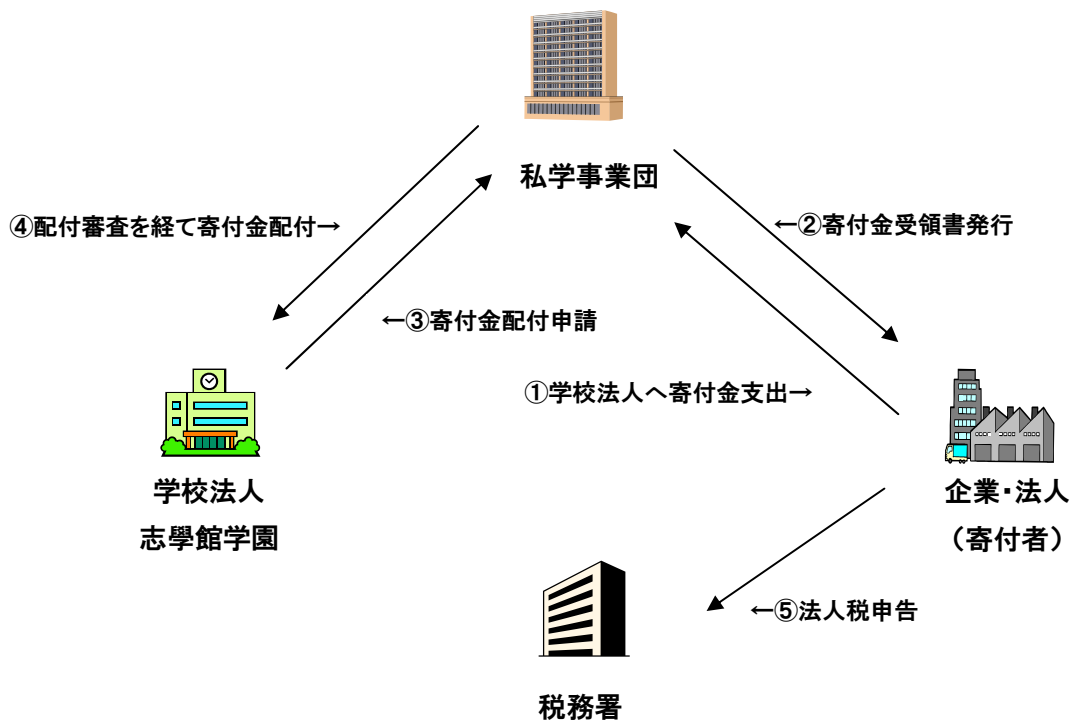 私学事業団
④配付審査を経て寄付金配付→
←②寄付金受領書発行
←③寄付金配付申請
①学校法人へ寄付金支出→
学校法人
志學館学園
企業・法人
（寄付者）
←⑤法人税申告
税務署